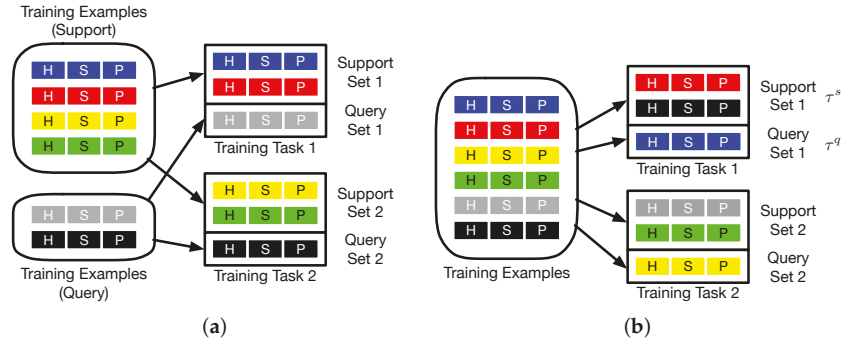 Training Examples
(Support)
H S P
H S P
H S P
H S P
H S P
H S P
Training Examples
(Query)
H S P
H S P
Support
Set 1
H S P
Query
Set 1
Training Task 1
H S P
H S P
Support
Set 2
H S P
Query
Set 2
Training Task 2
(a)
H S P
H S P
H S P
H S P
H S P
H S P
Training Examples
H S P
H S P
Support
Set 1 τ^s
H S P
Query
Set 1 τ^q
Training Task 1
H S P
H S P
Support
Set 2
H S P
Query
Set 2
Training Task 2
(b)